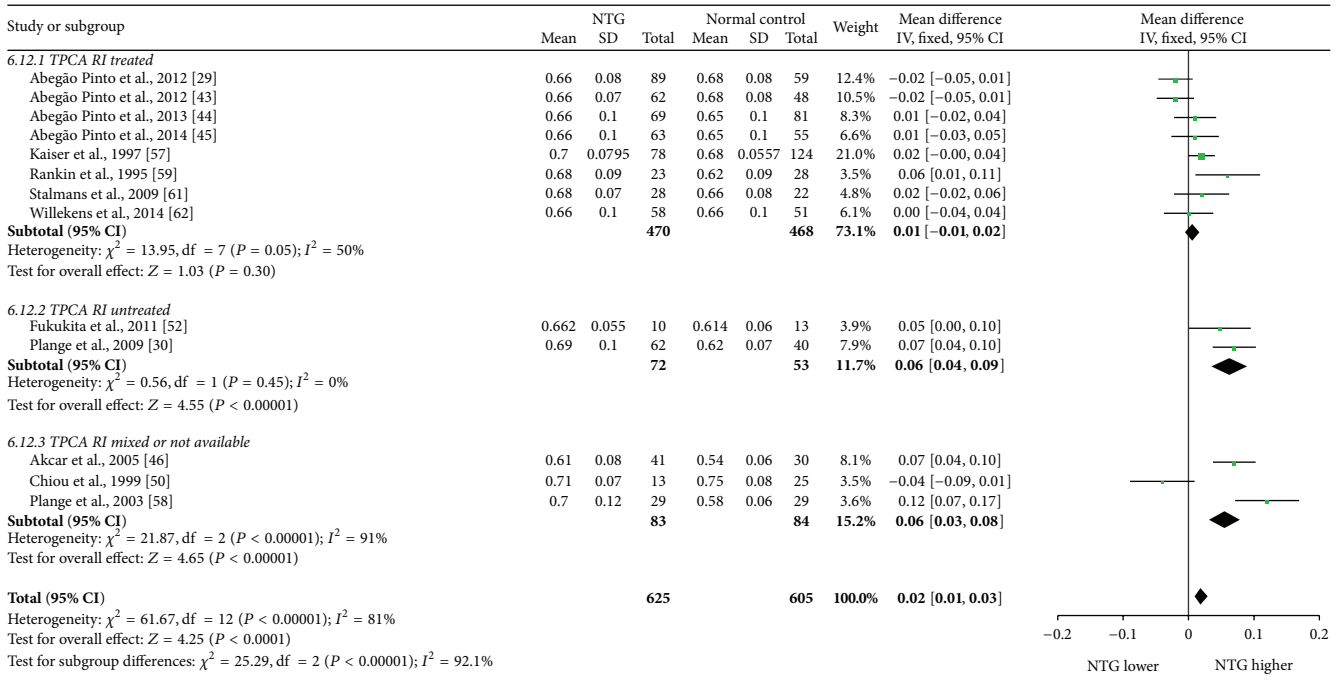 Study or subgroup NTG Normal control Weight Mean difference Mean difference
Mean SD Total Mean SD Total IV, fixed, 95% CI IV, fixed, 95% CI
6.12.1 TPCA RI treated
Abegão Pinto et al., 2012 [29] 0.66 0.08 89 0.68 0.08 59 12.4% −0.02 [−0.05, 0.01]
Abegão Pinto et al., 2012 [43] 0.66 0.07 62 0.68 0.08 48 10.5% −0.02 [−0.05, 0.01]
Abegão Pinto et al., 2013 [44] 0.66 0.1 69 0.65 0.1 81 8.3% 0.01 [−0.02, 0.04]
Abegão Pinto et al., 2014 [45] 0.66 0.1 63 0.65 0.1 55 6.6% 0.01 [−0.03, 0.05]
Kaiser et al., 1997 [57] 0.7 0.0795 78 0.68 0.0557 124 21.0% 0.02 [−0.00, 0.04]
Rankin et al., 1995 [59] 0.68 0.09 23 0.62 0.09 28 3.5% 0.06 [0.01, 0.11]
Stalmans et al., 2009 [61] 0.68 0.07 28 0.66 0.08 22 4.8% 0.02 [−0.02, 0.06]
Willekens et al., 2014 [62] 0.66 0.1 58 0.66 0.1 51 6.1% 0.00 [−0.04, 0.04]
Subtotal (95% CI) 470 468 73.1% 0.01 [−0.01, 0.02]
Heterogeneity: χ² = 13.95, df = 7 (P = 0.05); I² = 50%
Test for overall effect: Z = 1.03 (P = 0.30)
6.12.2 TPCA RI untreated
Fukukita et al., 2011 [52] 0.662 0.055 10 0.614 0.06 13 3.9% 0.05 [0.00, 0.10]
Plange et al., 2009 [30] 0.69 0.1 62 0.62 0.07 40 7.9% 0.07 [0.04, 0.10]
Subtotal (95% CI) 72 53 11.7% 0.06 [0.04, 0.09]
Heterogeneity: χ² = 0.56, df = 1 (P = 0.45); I² = 0%
Test for overall effect: Z = 4.55 (P < 0.00001)
6.12.3 TPCA RI mixed or not available
Akcar et al., 2005 [46] 0.61 0.08 41 0.54 0.06 30 8.1% 0.07 [0.04, 0.10]
Chiou et al., 1999 [50] 0.71 0.07 13 0.75 0.08 25 3.5% −0.04 [−0.09, 0.01]
Plange et al., 2003 [58] 0.7 0.12 29 0.58 0.06 29 3.6% 0.12 [0.07, 0.17]
Subtotal (95% CI) 83 84 15.2% 0.06 [0.03, 0.08]
Heterogeneity: χ² = 21.87, df = 2 (P < 0.00001); I² = 91%
Test for overall effect: Z = 4.65 (P < 0.00001)
Total (95% CI) 625 605 100.0% 0.02 [0.01, 0.03]
Heterogeneity: χ² = 61.67, df = 12 (P < 0.00001); I² = 81%
Test for overall effect: Z = 4.25 (P < 0.0001)
Test for subgroup differences: χ² = 25.29, df = 2 (P < 0.00001); I² = 92.1%
−0.2 −0.1 0 0.1 0.2
NTG lower NTG higher